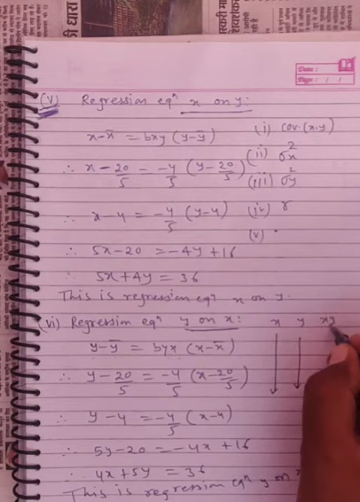 Date :
Page :
(v) Regression eqⁿ x on y :
x - x̄ = bxy (y - ȳ)
(i) cov. (x.y)
∴ x - 20/5 = -4/5 (y - 20/5)
(ii) σx²
(iii) σy²
∴ x - 4 = -4/5 (y - 4)
(iv) r
(v)
∴ 5x - 20 = -4y + 16
∴ 5x + 4y = 36
This is regression eqⁿ x on y.
(vi) Regression eqⁿ y on x :
x y xy
y - ȳ = byx (x - x̄)
∴ y - 20/5 = -4/5 (x - 20/5)
∴ y - 4 = -4/5 (x - 4)
∴ 5y - 20 = -4x + 16
∴ 4x + 5y = 36
This is regression eqⁿ y on